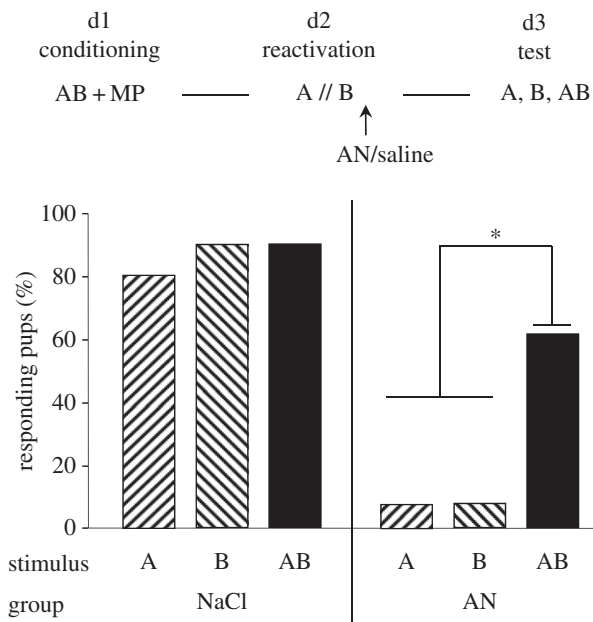 d1 d2 d3
conditioning reactivation test
AB + MP A // B A, B, AB
AN/saline
100
80
60
40
20
0
responding pups (%)
*
stimulus A B AB A B AB
group NaCl AN